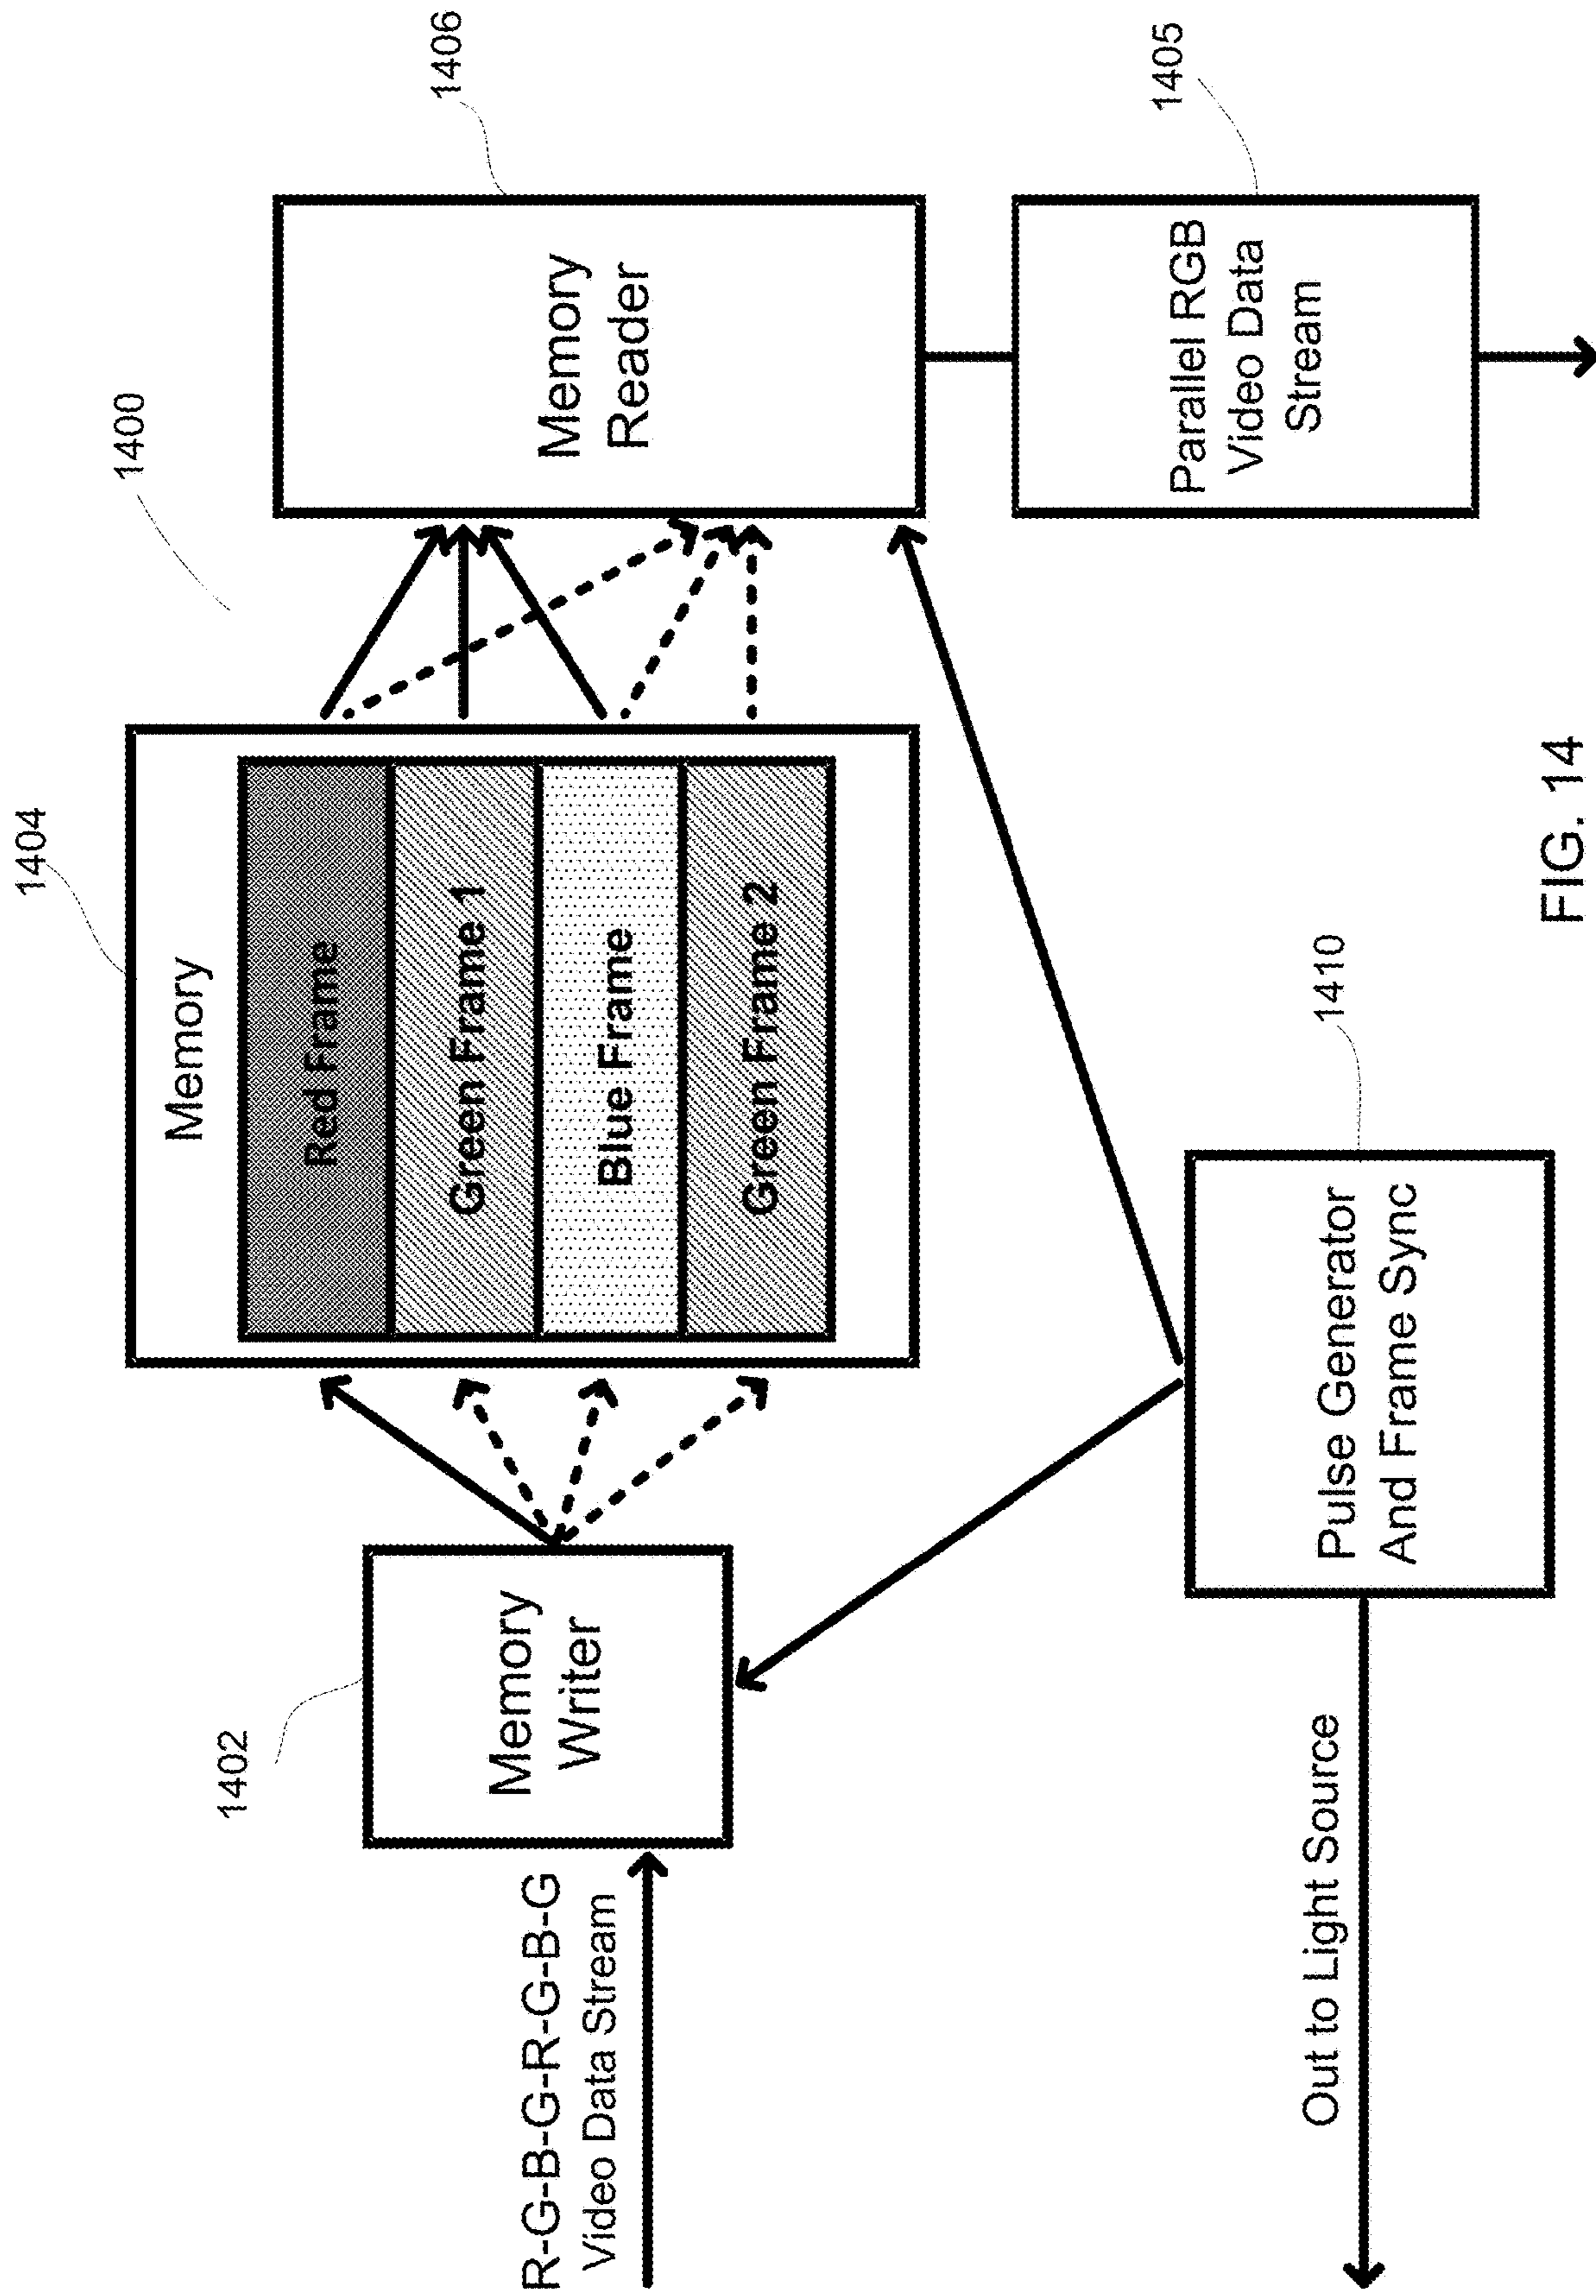 1404
1400
1406
Memory
Red Frame
Green Frame 1
Blue Frame
Green Frame 2
1402
Memory
Writer
R-G-B-G-R-G-B-G
Video Data Stream
Memory
Reader
1405
Parallel RGB
Video Data
Stream
1410
Pulse Generator
And Frame Sync
Out to Light Source
FIG. 14